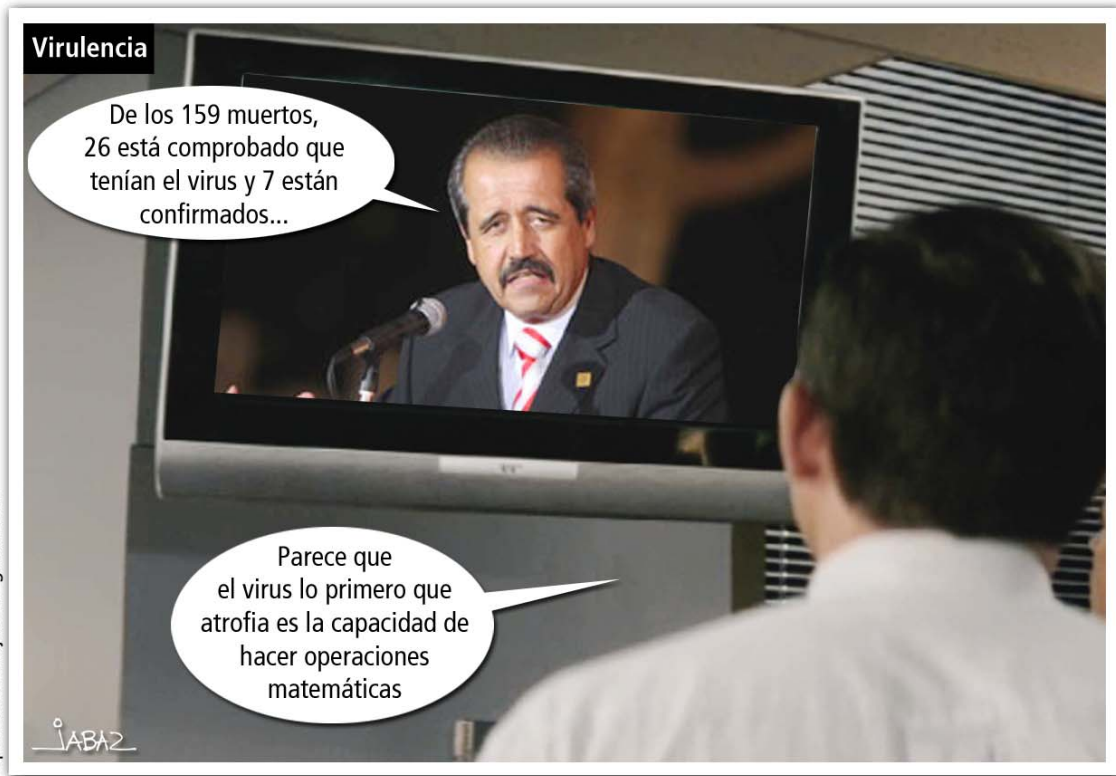 Virulencia
De los 159 muertos,
26 está comprobado que
tenían el virus y 7 están
confirmados...
Parece que
el virus lo primero que
atrofia es la capacidad de
hacer operaciones
matemáticas
JABAZ